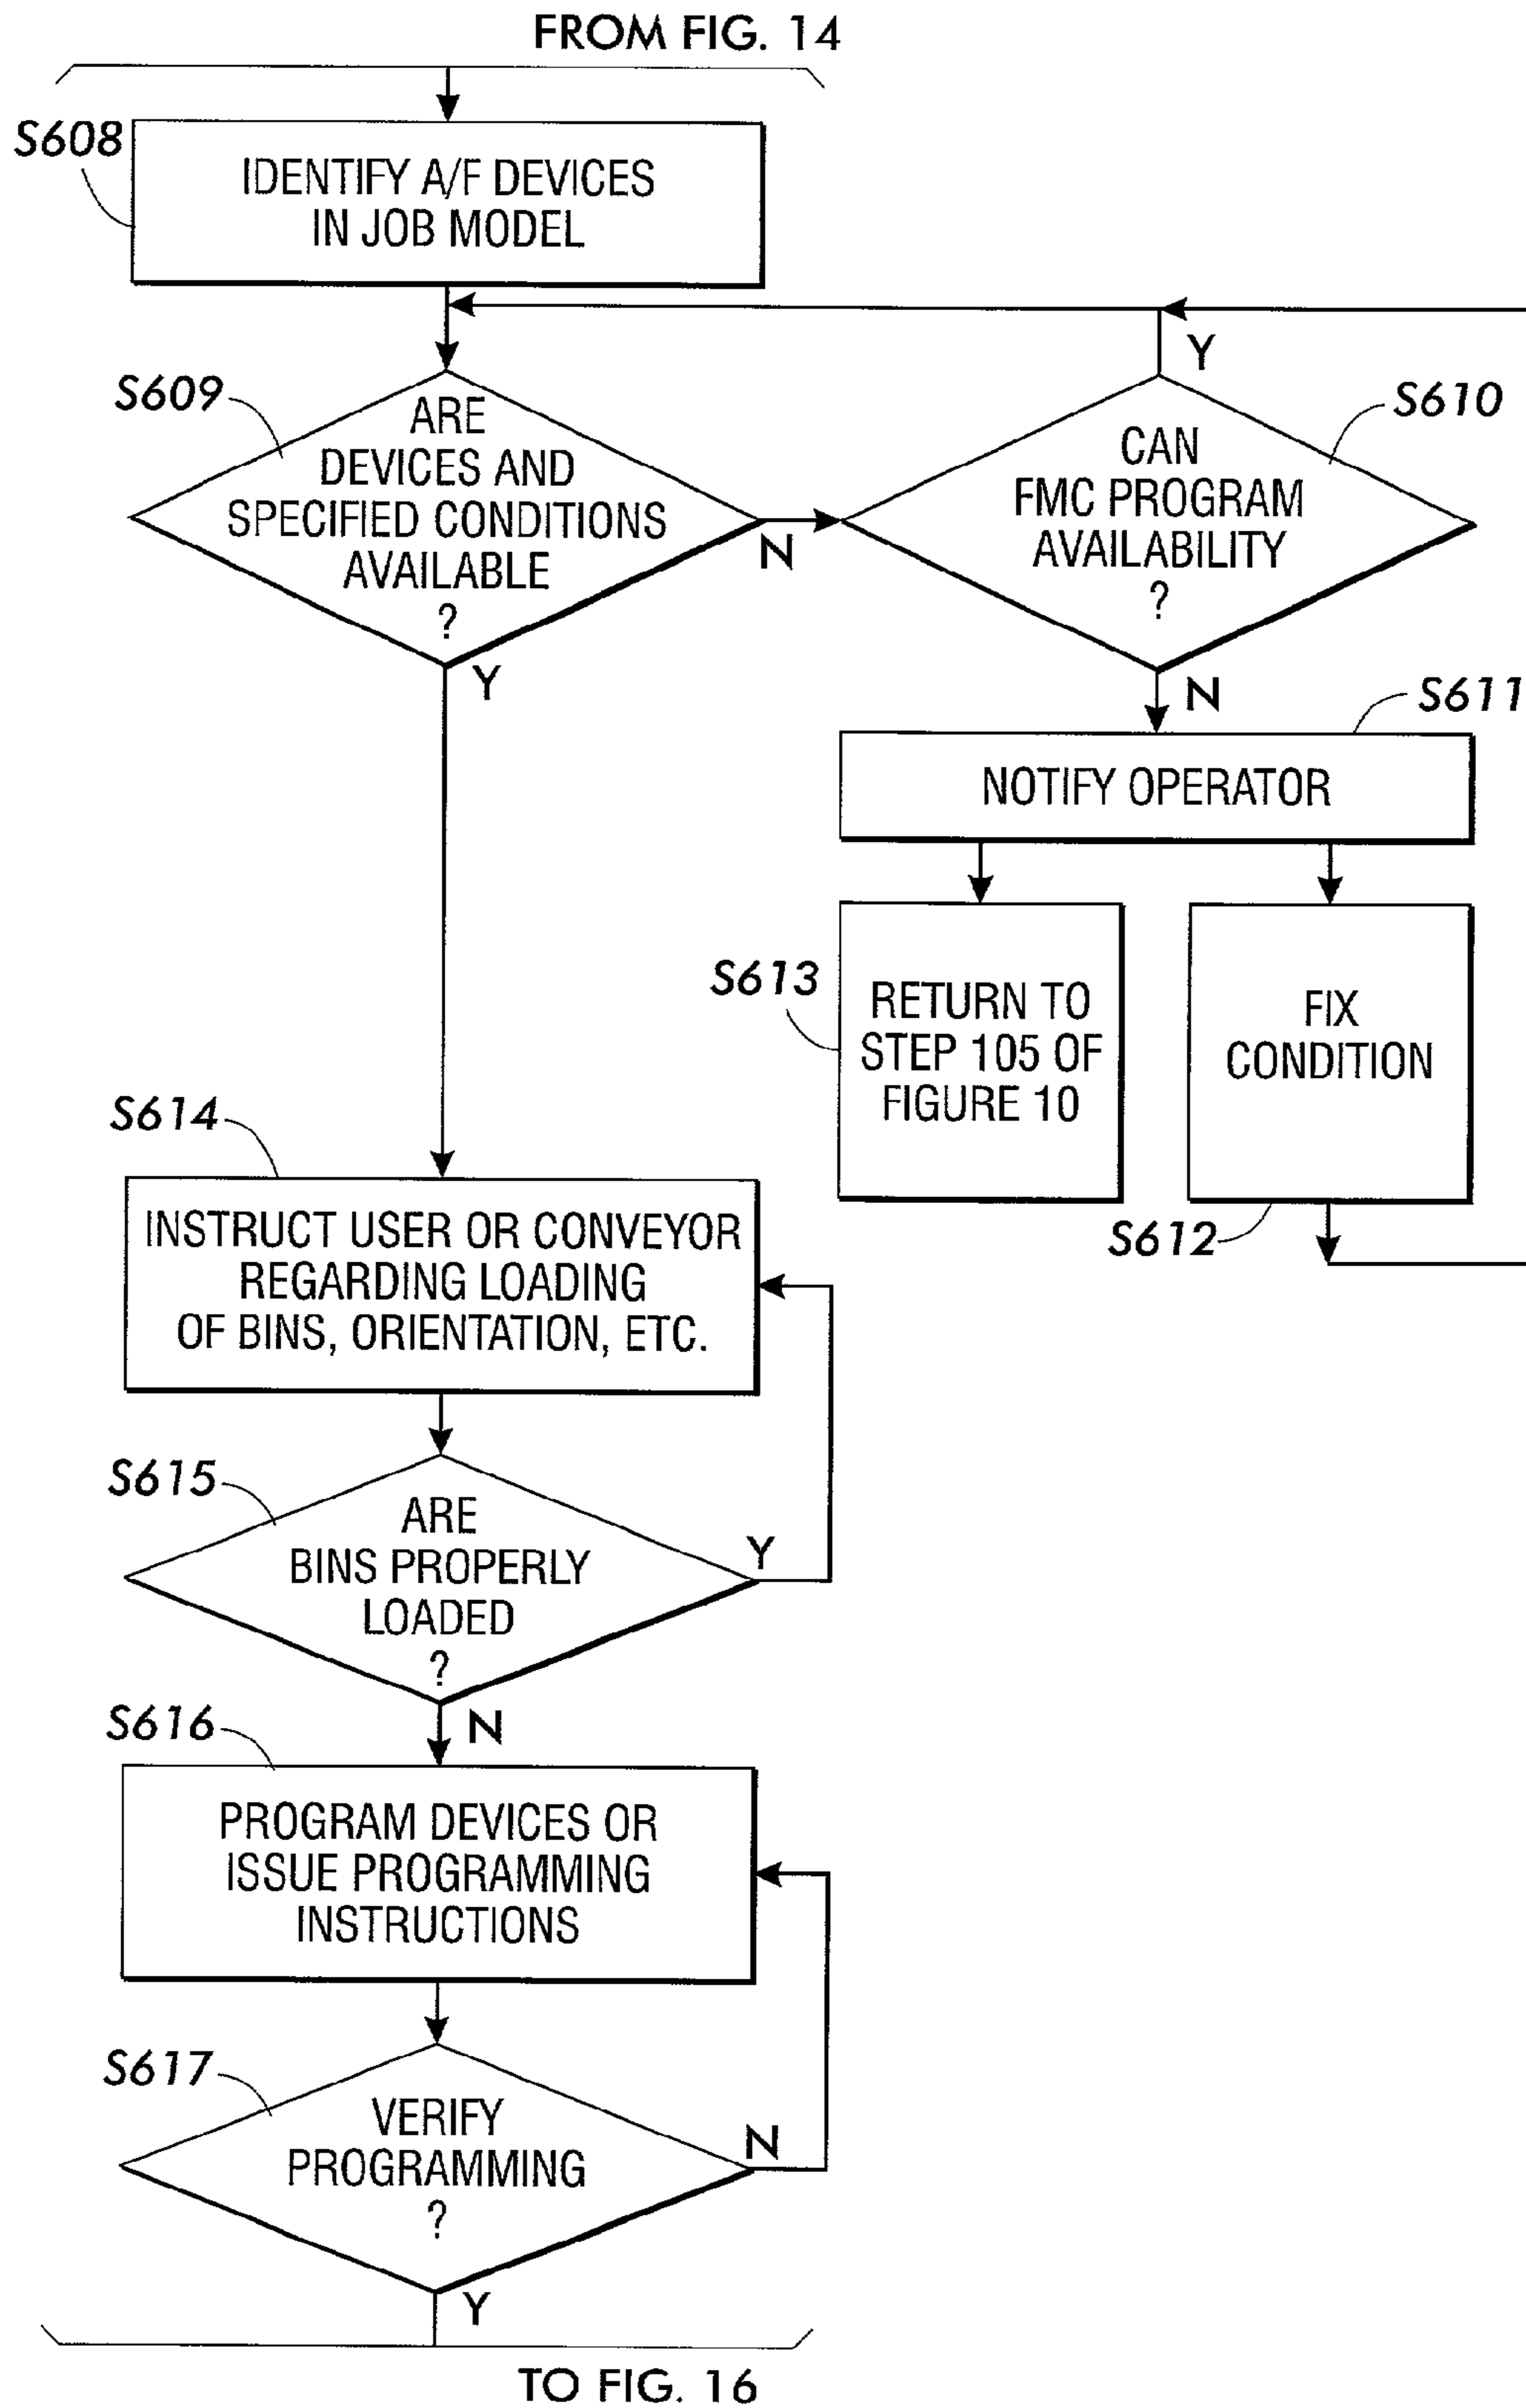 FROM FIG. 14
S608
IDENTIFY A/F DEVICES
IN JOB MODEL
Y
S609
ARE
DEVICES AND
SPECIFIED CONDITIONS
AVAILABLE
?
N
Y
S610
CAN
FMC PROGRAM
AVAILABILITY
?
N
S611
NOTIFY OPERATOR
S613
RETURN TO
STEP 105 OF
FIGURE 10
FIX
CONDITION
S612
S614
INSTRUCT USER OR CONVEYOR
REGARDING LOADING
OF BINS, ORIENTATION, ETC.
S615
ARE
BINS PROPERLY
LOADED
?
Y
N
S616
PROGRAM DEVICES OR
ISSUE PROGRAMMING
INSTRUCTIONS
S617
VERIFY
PROGRAMMING
?
N
Y
TO FIG. 16